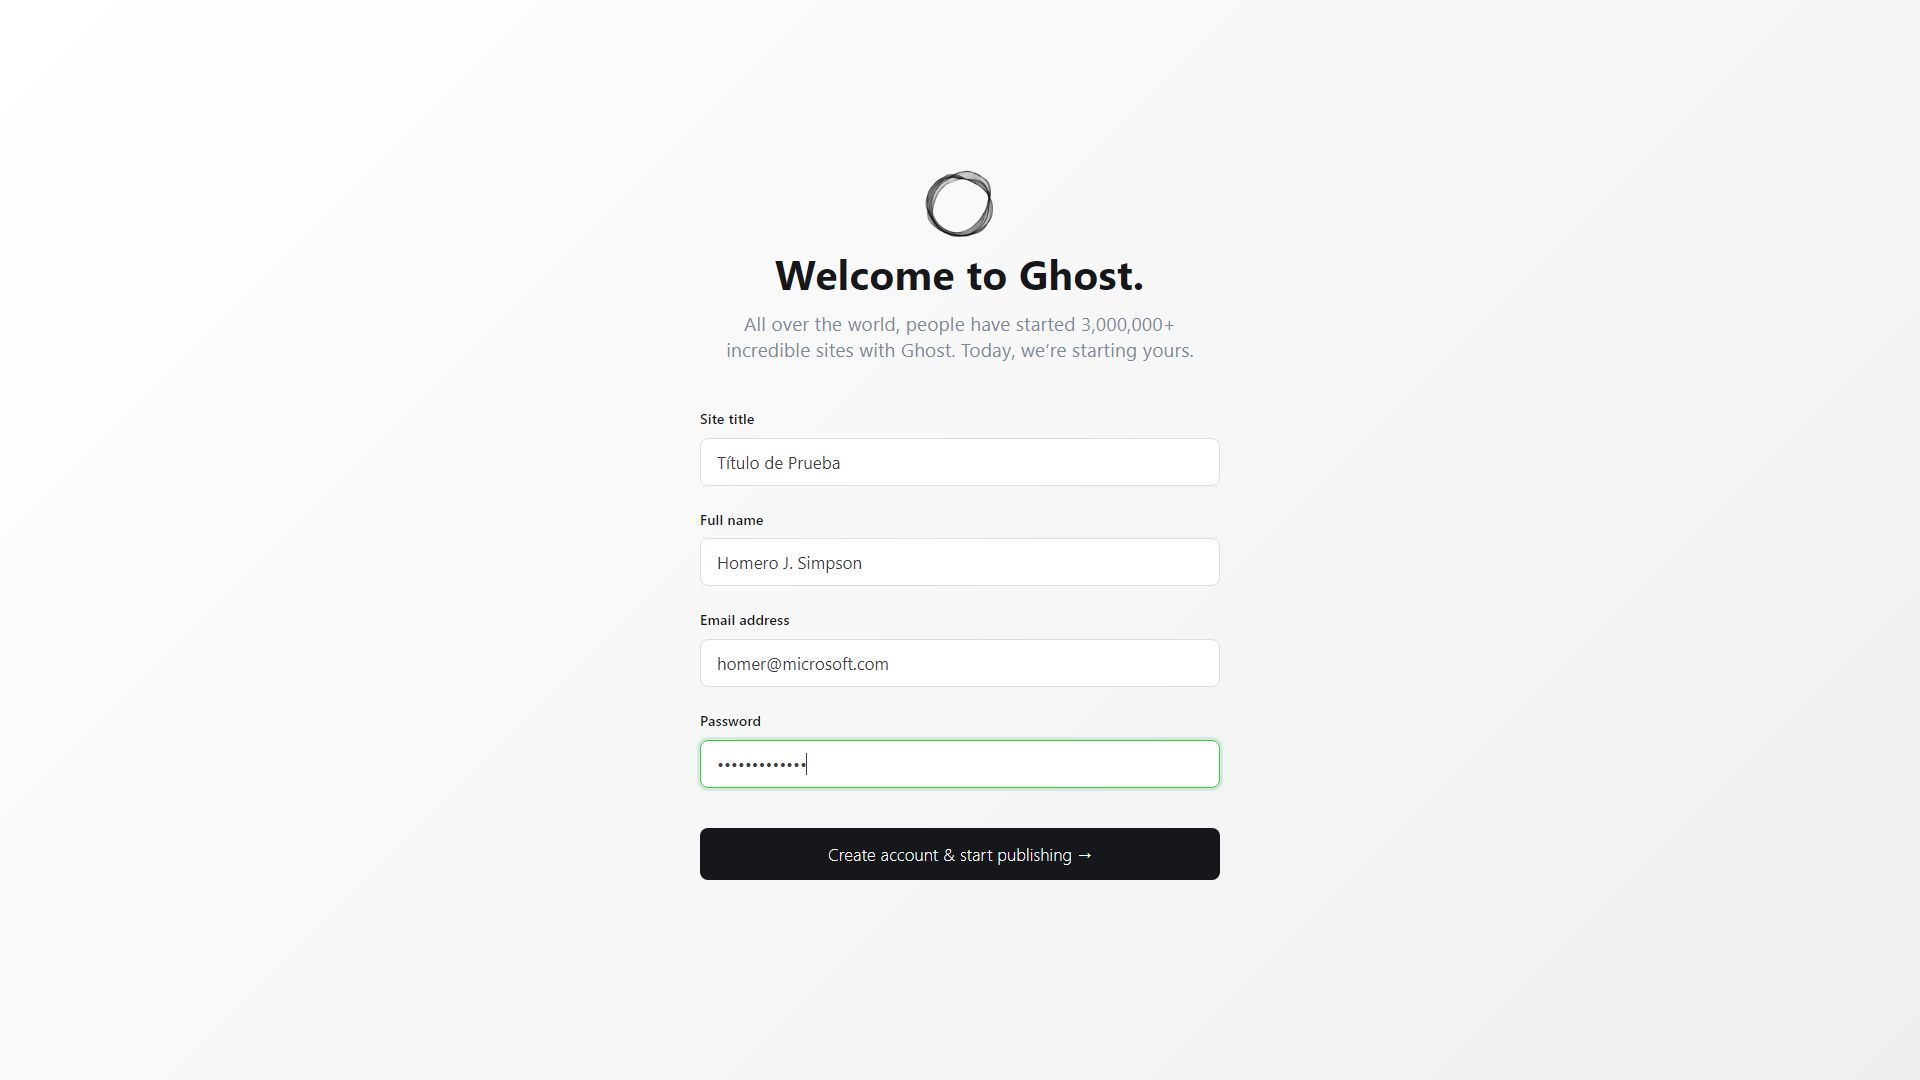 Welcome to Ghost.
All over the world, people have started 3,000,000+
incredible sites with Ghost. Today, we’re starting yours.
Site title
Título de Prueba
Full name
Homero J. Simpson
Email address
homer@microsoft.com
Password
•••••••••••••
Create account & start publishing →